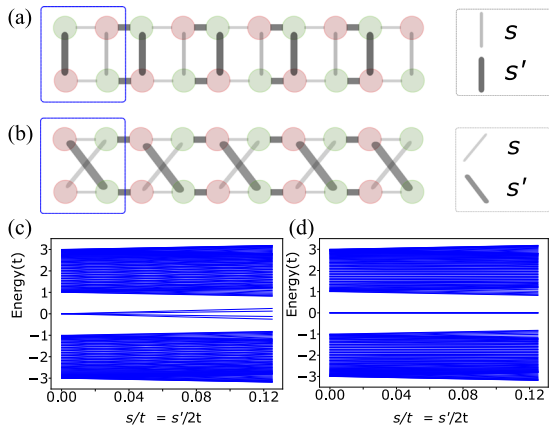 (a)
s
s'
(b)
s
s'
(c)
(d)
Energy(t)
3
2
1
0
−1
−2
−3
0.00 0.04 0.08 0.12
s/t = s'/2t
Energy(t)
3
2
1
0
−1
−2
−3
0.00 0.04 0.08 0.12
s/t = s'/2t